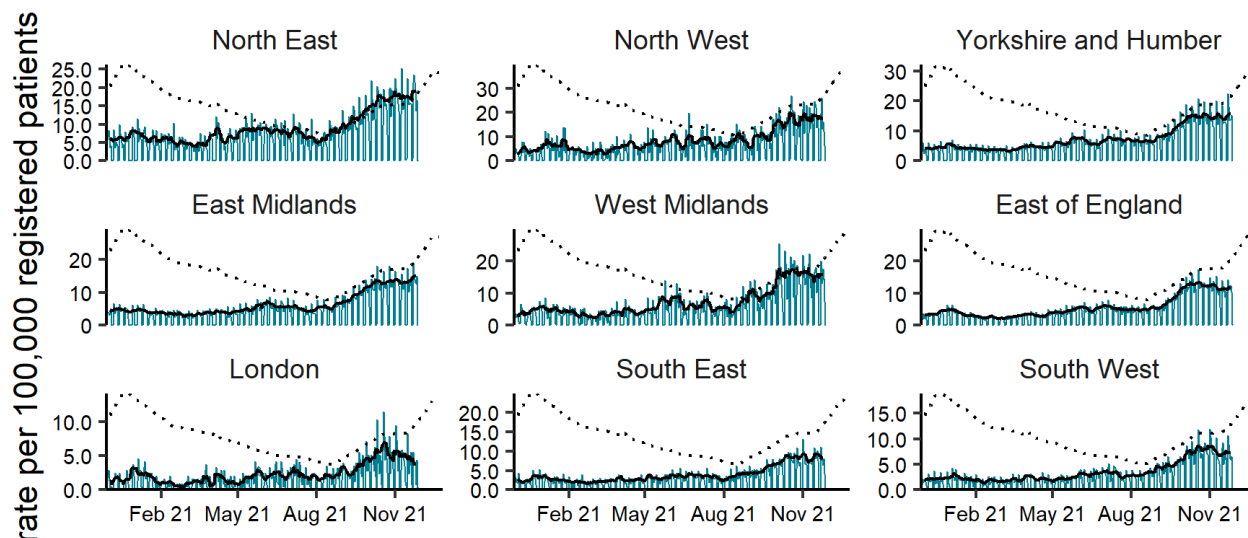 rate per 100,000 registered patients
North East
25.0
20.0
15.0
10.0
5.0
0.0
North West
30
20
10
0
Yorkshire and Humber
30
20
10
0
East Midlands
20
10
0
West Midlands
20
10
0
East of England
20
10
0
London
10.0
5.0
0.0
Feb 21 May 21 Aug 21 Nov 21
South East
20.0
15.0
10.0
5.0
0.0
Feb 21 May 21 Aug 21 Nov 21
South West
15.0
10.0
5.0
0.0
Feb 21 May 21 Aug 21 Nov 21